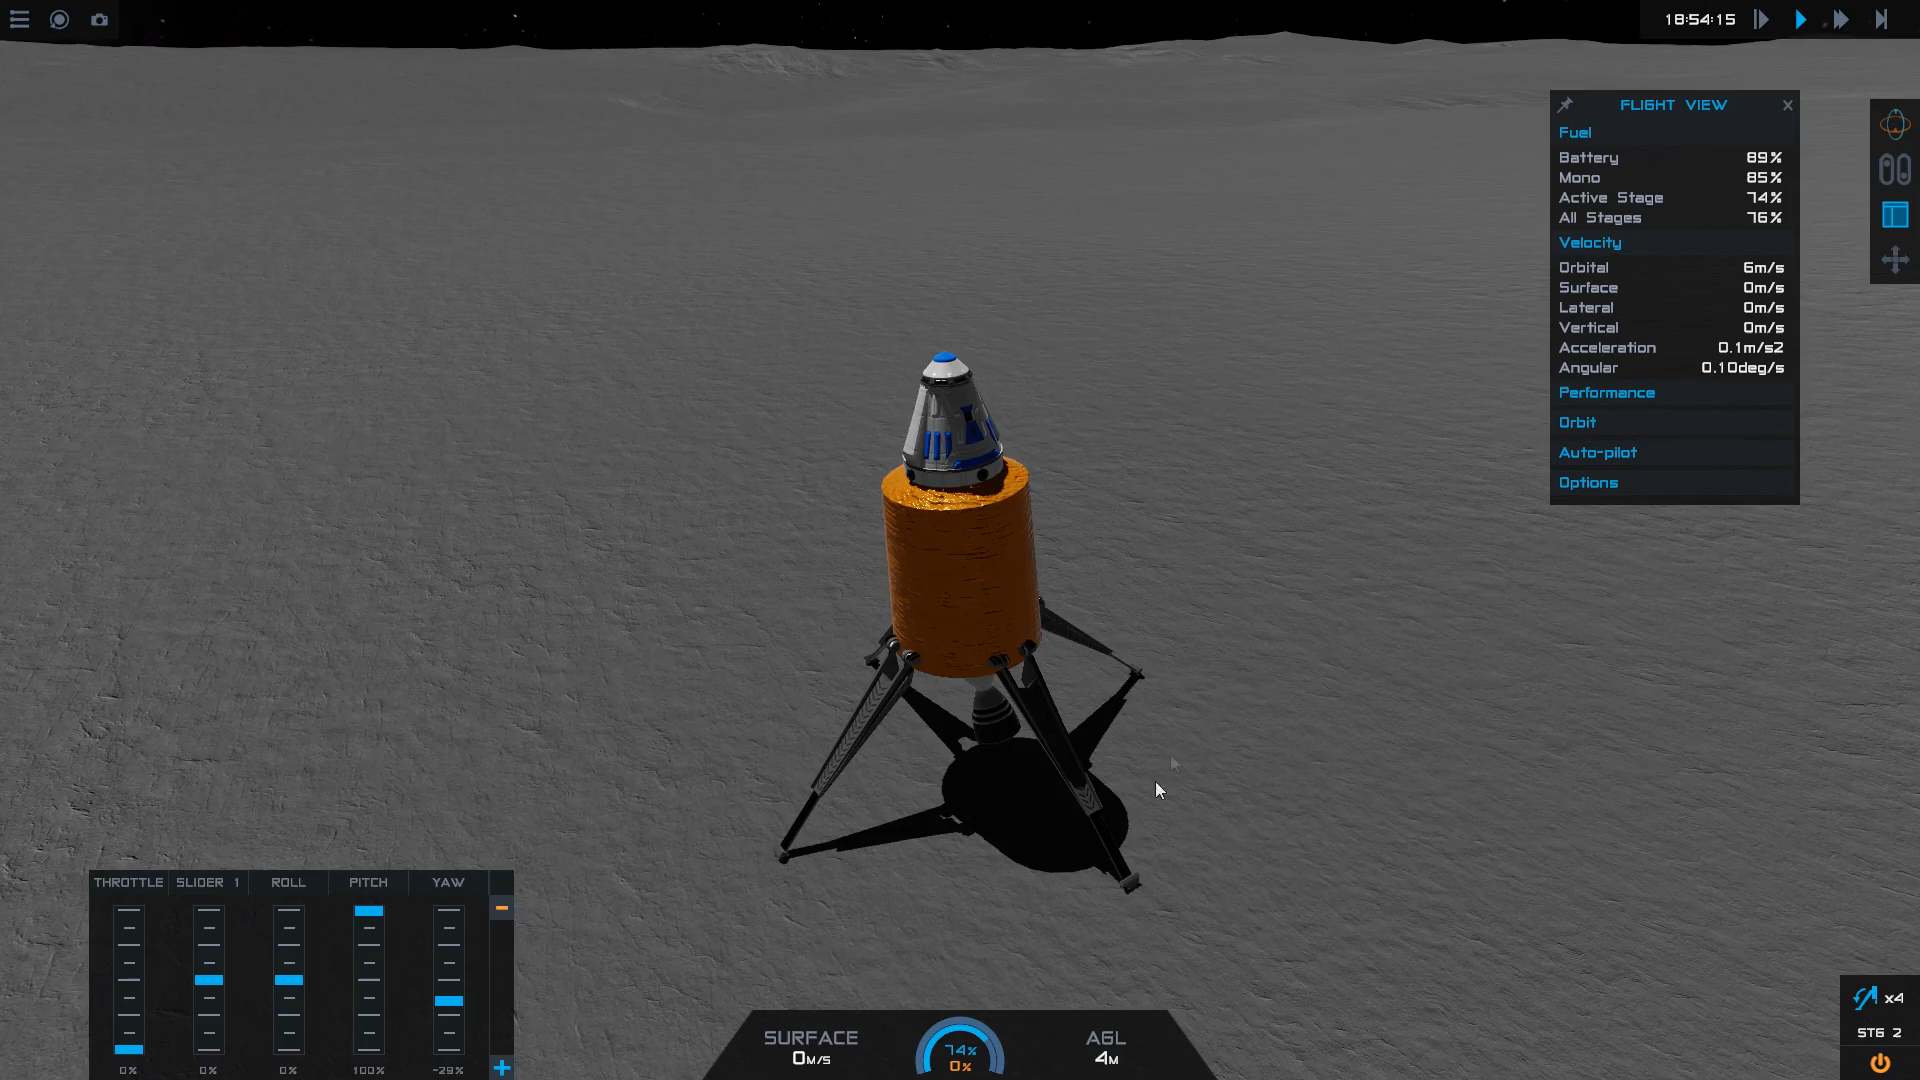 18:54:15
FLIGHT VIEW
Fuel
Battery 89%
Mono 85%
Active Stage 74%
All Stages 76%
Velocity
Orbital 6m/s
Surface 0m/s
Lateral 0m/s
Vertical 0m/s
Acceleration 0.1m/s2
Angular 0.10deg/s
Performance
Orbit
Auto-pilot
Options
THROTTLE SLIDER 1 ROLL PITCH YAW
0% 0% 0% 100% -29%
SURFACE
0M/S
74%
0%
AGL
4M
x4
STG 2